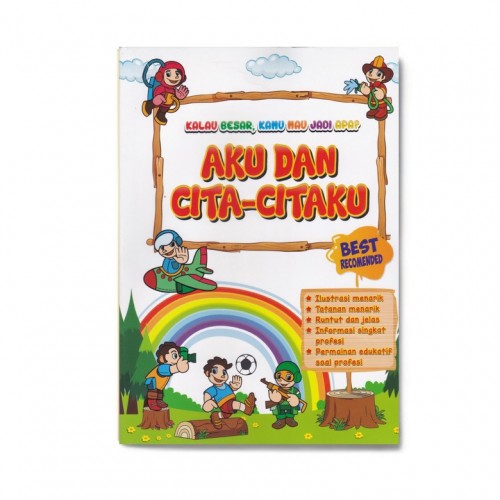 KALAU BESAR, KAMU MAU JADI APA?
AKU DAN
CITA-CITAKU
BEST
RECOMENDED
★ Ilustrasi menarik
★ Tatanan menarik
★ Runtut dan jelas
★ Informasi singkat
profesi
★ Permainan edukatif
soal profesi